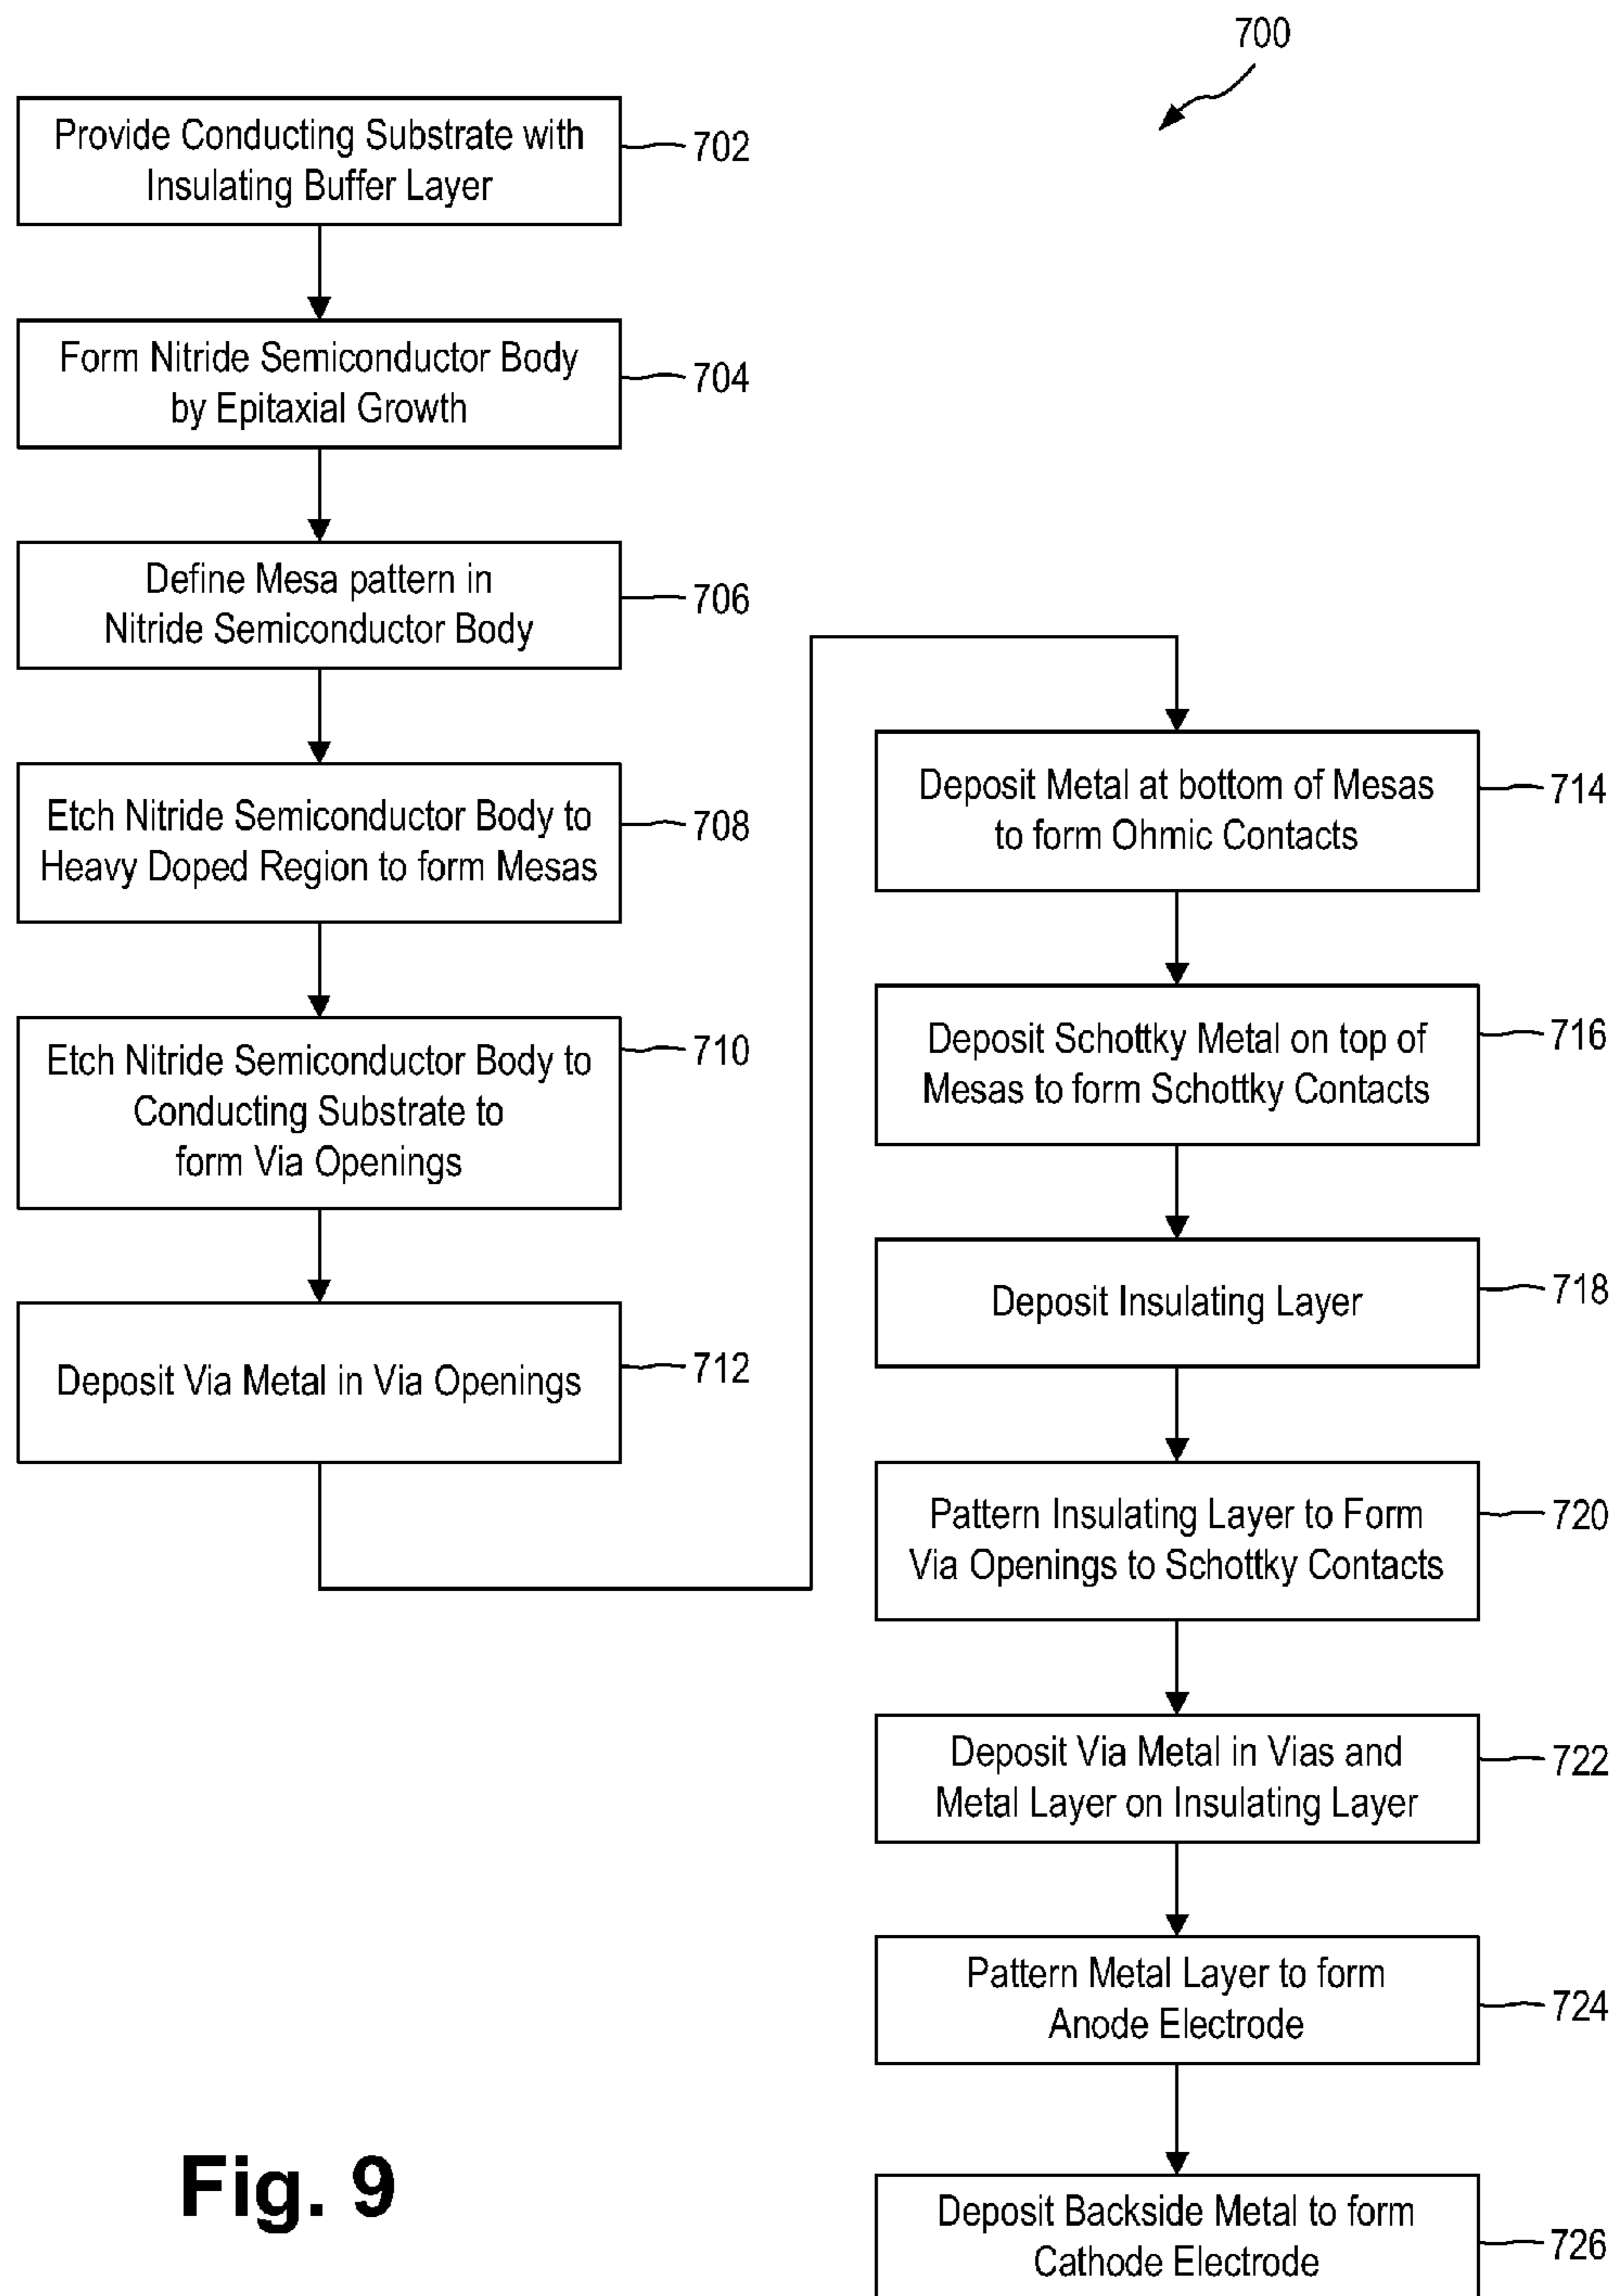 700
Provide Conducting Substrate with
Insulating Buffer Layer
702
Form Nitride Semiconductor Body
by Epitaxial Growth
704
Define Mesa pattern in
Nitride Semiconductor Body
706
Etch Nitride Semiconductor Body to
Heavy Doped Region to form Mesas
708
Etch Nitride Semiconductor Body to
Conducting Substrate to
form Via Openings
710
Deposit Via Metal in Via Openings
712
Deposit Metal at bottom of Mesas
to form Ohmic Contacts
714
Deposit Schottky Metal on top of
Mesas to form Schottky Contacts
716
Deposit Insulating Layer
718
Pattern Insulating Layer to Form
Via Openings to Schottky Contacts
720
Deposit Via Metal in Vias and
Metal Layer on Insulating Layer
722
Pattern Metal Layer to form
Anode Electrode
724
Deposit Backside Metal to form
Cathode Electrode
726
Fig. 9